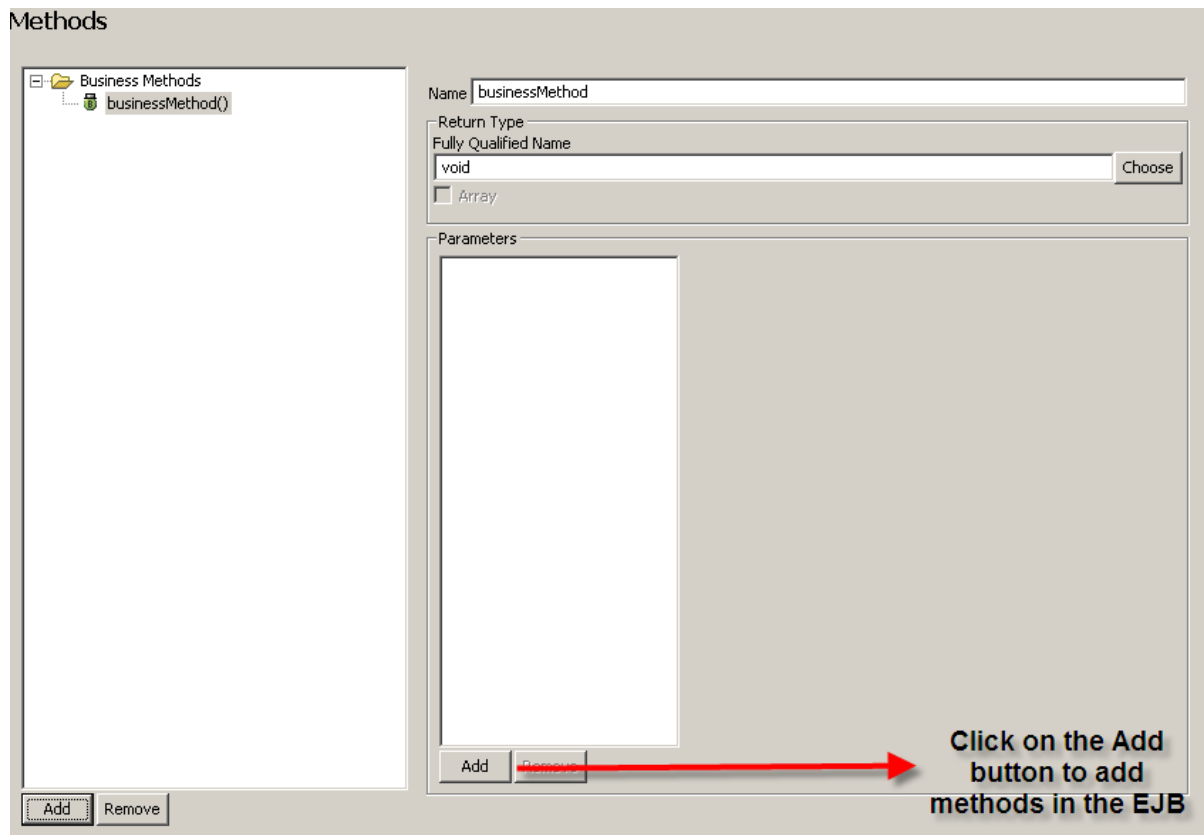 Methods
Business Methods
businessMethod()
Name businessMethod
Return Type
Fully Qualified Name
void
Choose
Array
Parameters
Add Remove
Click on the Add
button to add
methods in the EJB
Add Remove